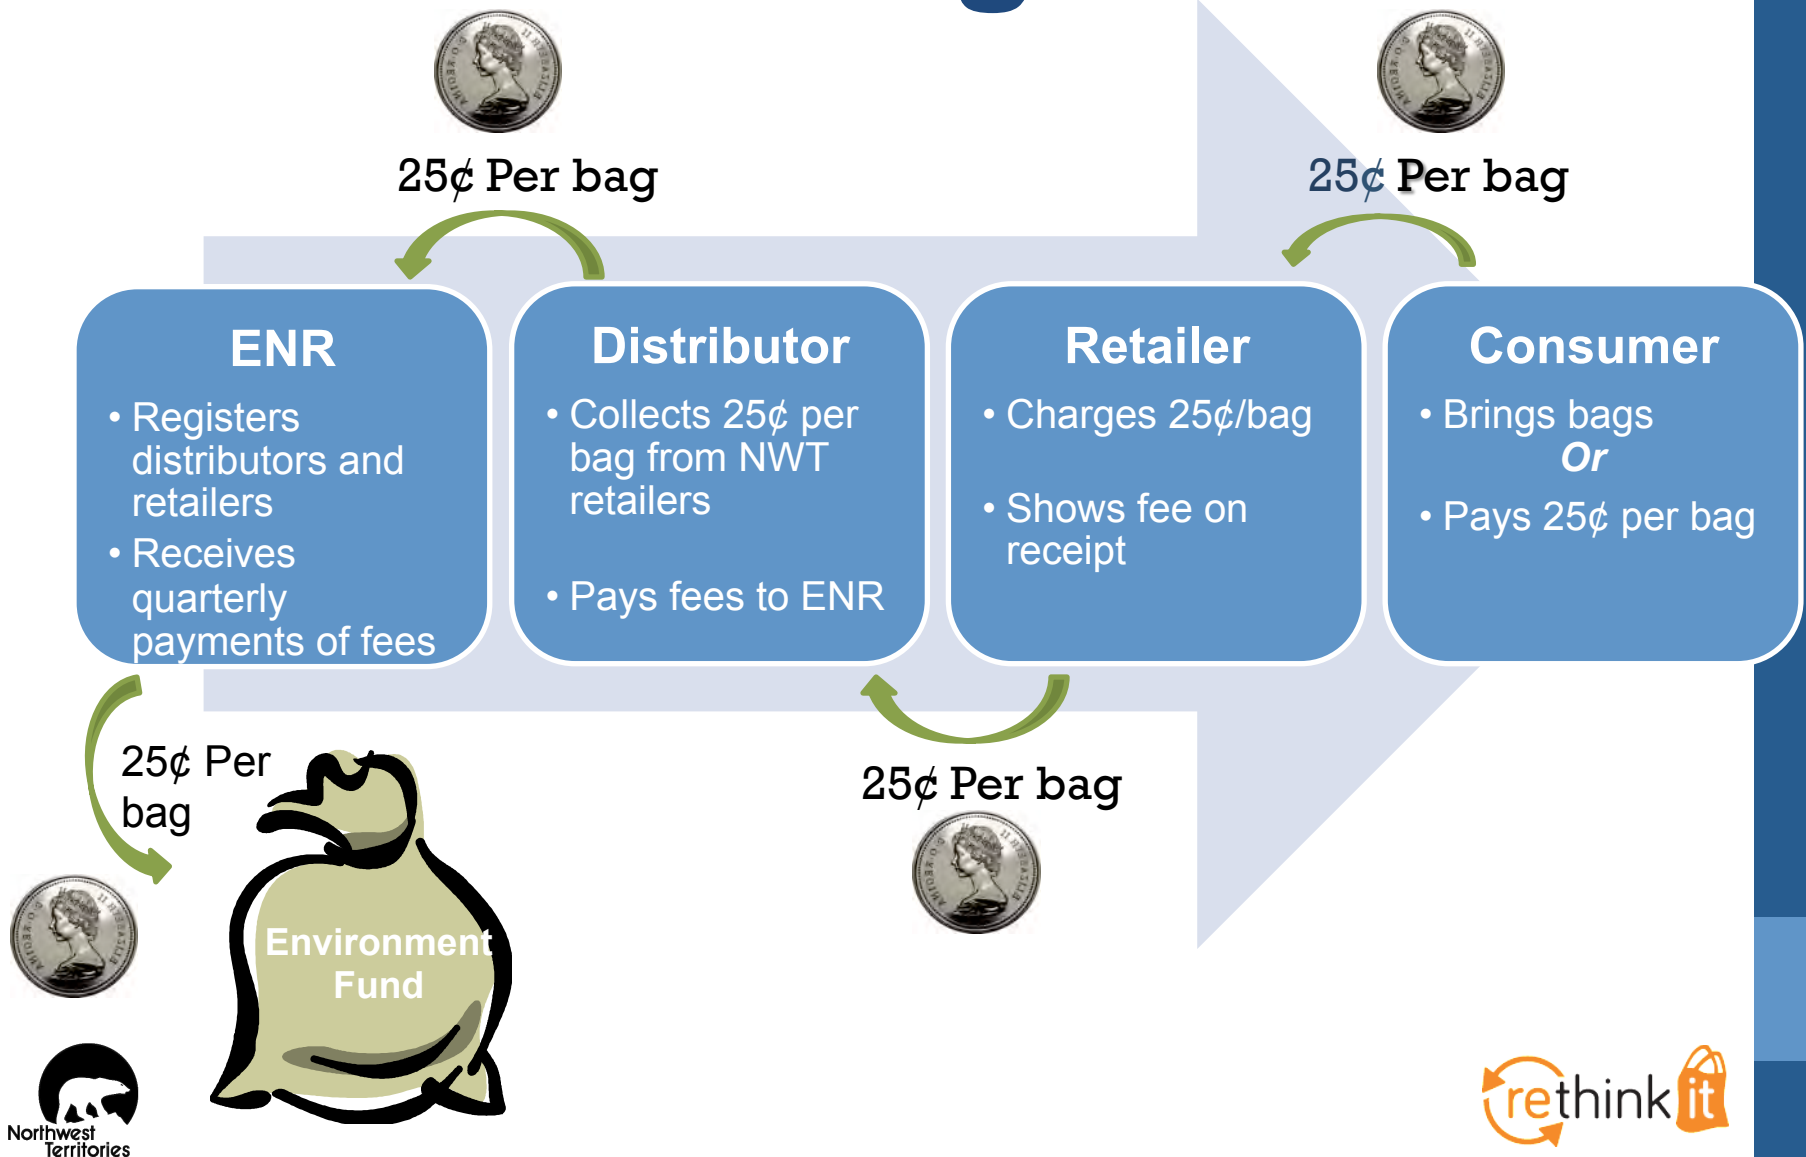 25¢ Per bag
25¢ Per bag
ENR
• Registers
distributors and
retailers
• Receives
quarterly
payments of fees
Distributor
• Collects 25¢ per
bag from NWT
retailers
• Pays fees to ENR
Retailer
• Charges 25¢/bag
• Shows fee on
receipt
Consumer
• Brings bags
Or
• Pays 25¢ per bag
25¢ Per
bag
25¢ Per bag
Environment
Fund
Northwest
Territories
rethink it